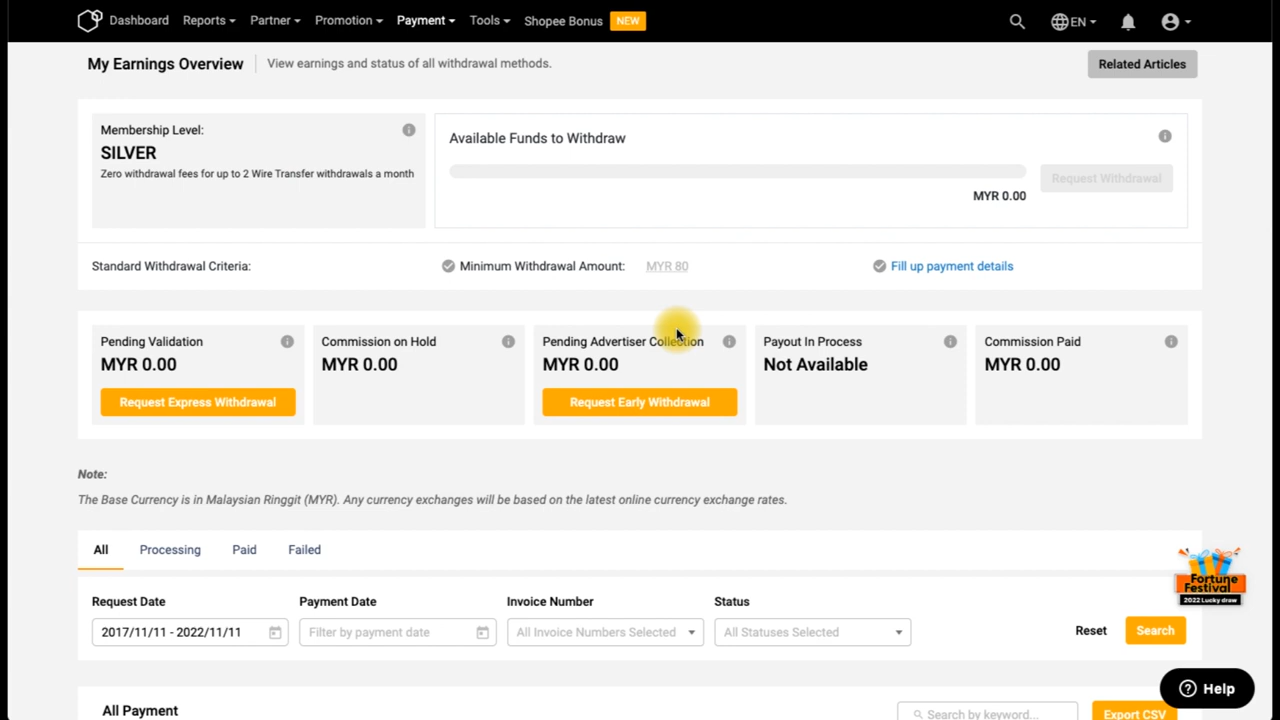 Dashboard Reports Partner Promotion Payment Tools Shopee Bonus NEW EN
My Earnings Overview View earnings and status of all withdrawal methods. Related Articles
Membership Level:
SILVER
Zero withdrawal fees for up to 2 Wire Transfer withdrawals a month
Available Funds to Withdraw
Request Withdrawal
MYR 0.00
Standard Withdrawal Criteria: Minimum Withdrawal Amount: MYR 80 Fill up payment details
Pending Validation
MYR 0.00
Request Express Withdrawal
Commission on Hold
MYR 0.00
Pending Advertiser Collection
MYR 0.00
Request Early Withdrawal
Payout In Process
Not Available
Commission Paid
MYR 0.00
Note:
The Base Currency is in Malaysian Ringgit (MYR). Any currency exchanges will be based on the latest online currency exchange rates.
All Processing Paid Failed
Fortune
Festival
2022 Lucky draw
Request Date Payment Date Invoice Number Status
2017/11/11 - 2022/11/11 Filter by payment date All Invoice Numbers Selected All Statuses Selected Reset Search
Help
All Payment Search by keyword... Export CSV